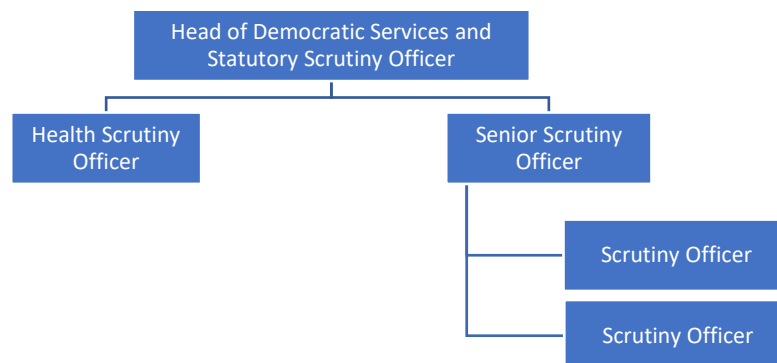 Head of Democratic Services and
Statutory Scrutiny Officer
Health Scrutiny
Officer
Senior Scrutiny
Officer
Scrutiny Officer
Scrutiny Officer